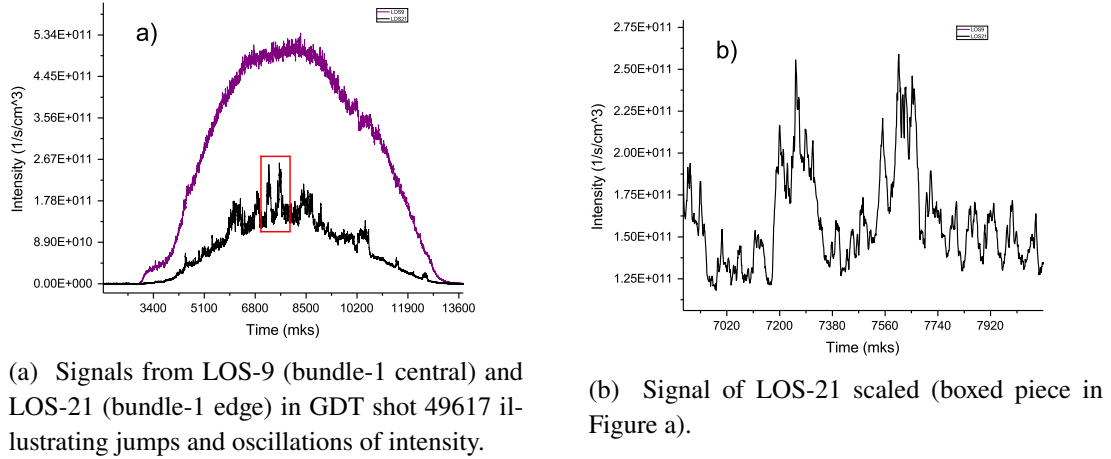 a)
LOS9
LOS21
5.34E+011
4.45E+011
3.56E+011
2.67E+011
1.78E+011
8.90E+010
0.00E+000
Intensity (1/s/cm^3)
3400 5100 6800 8500 10200 11900 13600
Time (mks)
(a) Signals from LOS-9 (bundle-1 central) and
LOS-21 (bundle-1 edge) in GDT shot 49617 il-
lustrating jumps and oscillations of intensity.
b)
LOS9
LOS21
2.75E+011
2.50E+011
2.25E+011
2.00E+011
1.75E+011
1.50E+011
1.25E+011
Intensity (1/s/cm^3)
7020 7200 7380 7560 7740 7920
Time (mks)
(b) Signal of LOS-21 scaled (boxed piece in
Figure a).